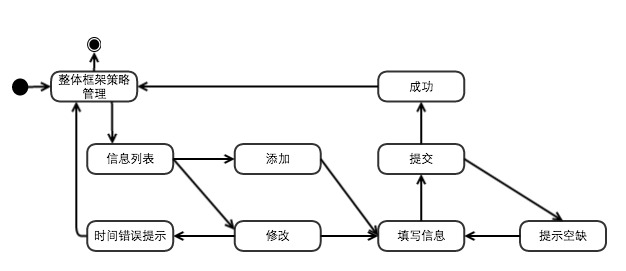 整体框架策略
管理
成功
信息列表
添加
提交
时间错误提示
修改
填写信息
提示空缺